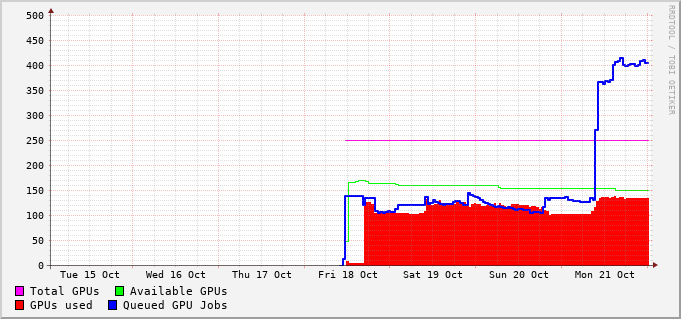 500
450
400
350
300
250
200
150
100
50
0
Tue 15 Oct Wed 16 Oct Thu 17 Oct Fri 18 Oct Sat 19 Oct Sun 20 Oct Mon 21 Oct
Total GPUs Available GPUs
GPUs used Queued GPU Jobs
RRDTOOL / TOBI OETIKER